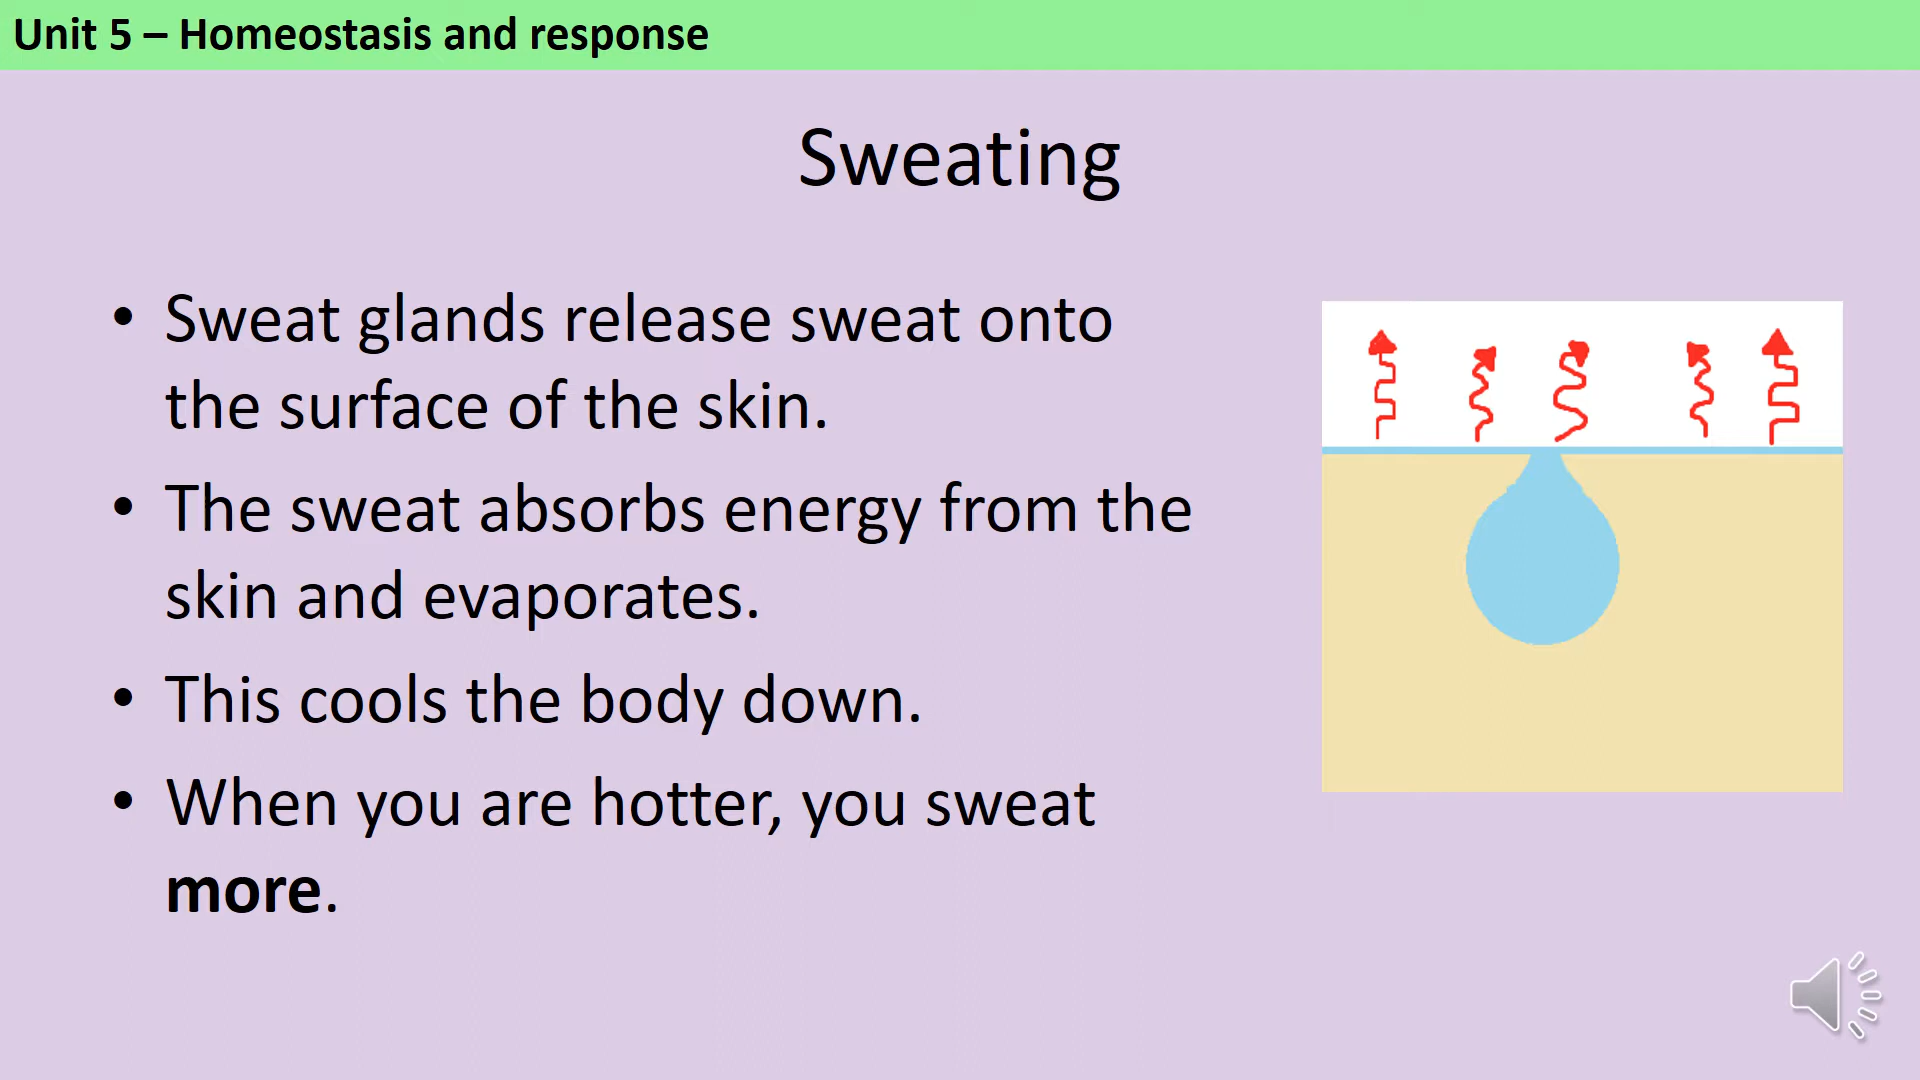 Unit 5 – Homeostasis and response
Sweating
• Sweat glands release sweat onto
the surface of the skin.
• The sweat absorbs energy from the
skin and evaporates.
• This cools the body down.
• When you are hotter, you sweat
more.